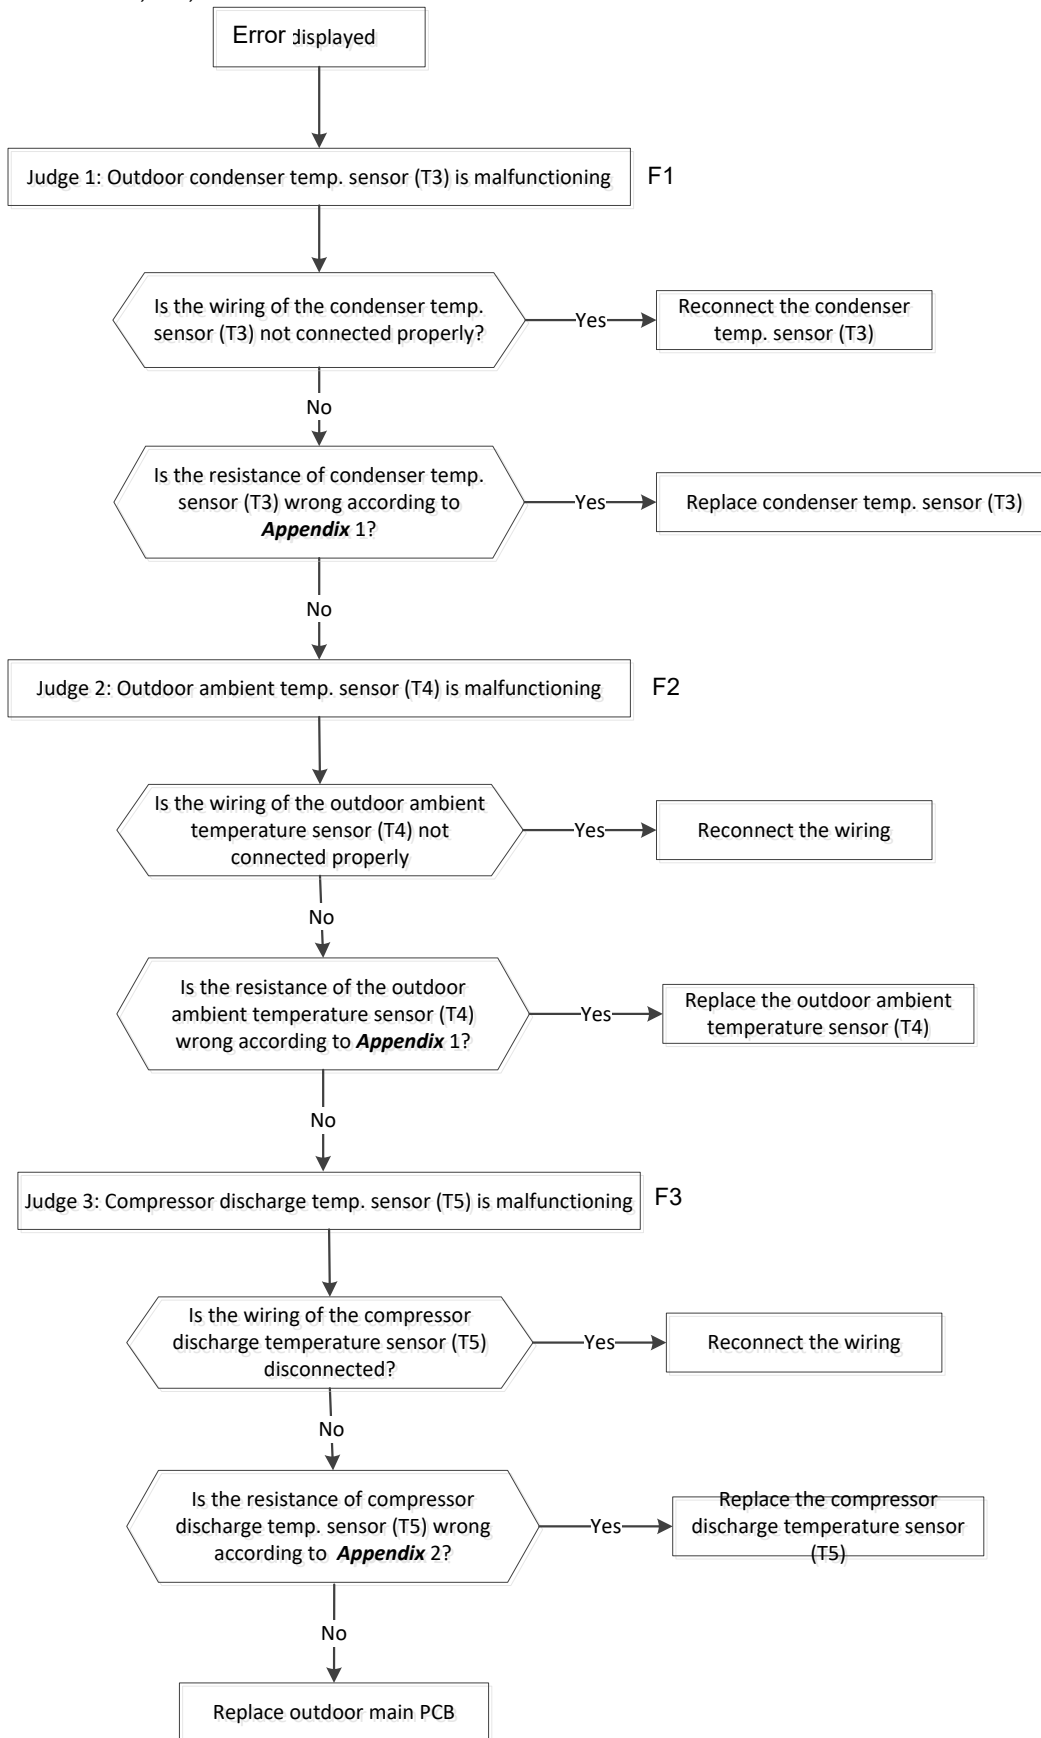 Error displayed
Judge 1: Outdoor condenser temp. sensor (T3) is malfunctioning
F1
Is the wiring of the condenser temp.
sensor (T3) not connected properly?
Yes
Reconnect the condenser
temp. sensor (T3)
No
Is the resistance of condenser temp.
sensor (T3) wrong according to
Appendix 1?
Yes
Replace condenser temp. sensor (T3)
No
Judge 2: Outdoor ambient temp. sensor (T4) is malfunctioning
F2
Is the wiring of the outdoor ambient
temperature sensor (T4) not
connected properly
Yes
Reconnect the wiring
No
Is the resistance of the outdoor
ambient temperature sensor (T4)
wrong according to Appendix 1?
Yes
Replace the outdoor ambient
temperature sensor (T4)
No
Judge 3: Compressor discharge temp. sensor (T5) is malfunctioning
F3
Is the wiring of the compressor
discharge temperature sensor (T5)
disconnected?
Yes
Reconnect the wiring
No
Is the resistance of compressor
discharge temp. sensor (T5) wrong
according to Appendix 2?
Yes
Replace the compressor
discharge temperature sensor
(T5)
No
Replace outdoor main PCB